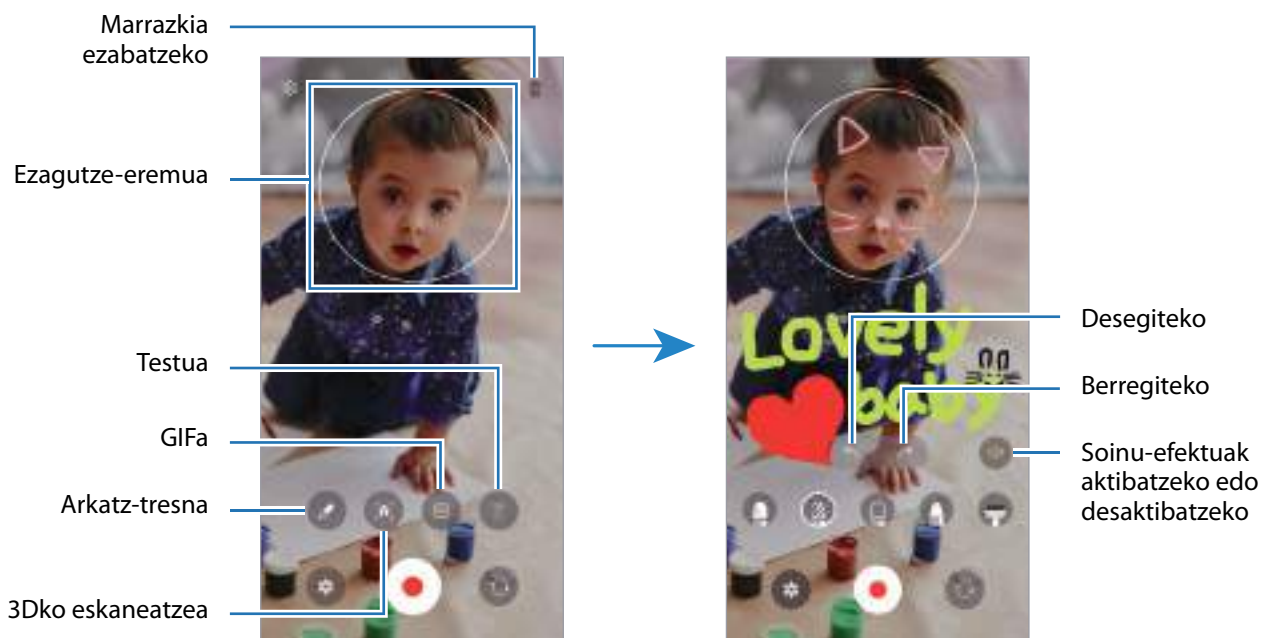 Marrazkia
ezabatzeko
Ezagutze-eremua
Testua
GIFa
Arkatz-tresna
3Dko eskaneatzea
Lovely
baby
Desegiteko
Berregiteko
Soinu-efektuak
aktibatzeko edo
desaktibatzeko